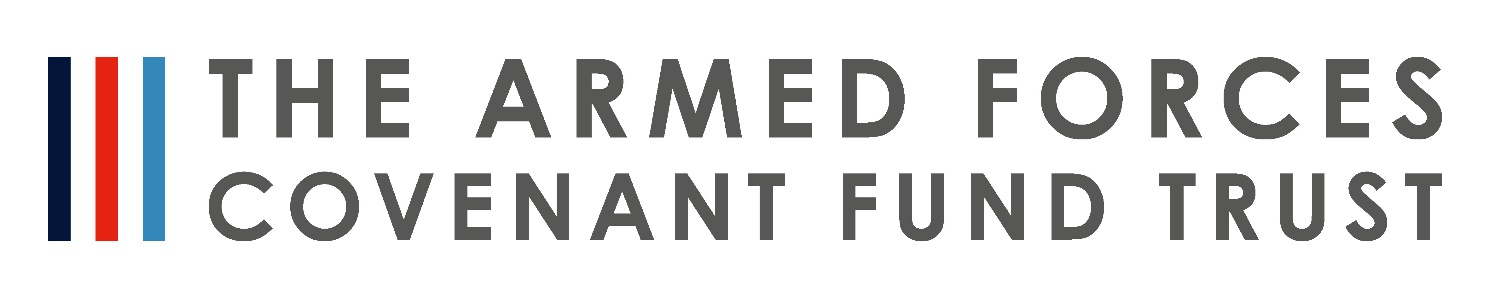 THE ARMED FORCES
COVENANT FUND TRUST